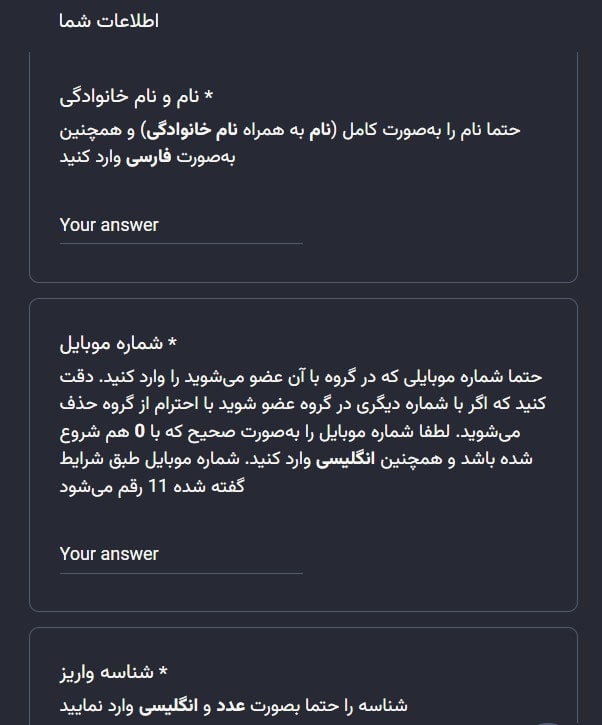 اطلاعات شما
نام و نام خانوادگی *
حتما نام را به‌صورت کامل (نام به همراه نام خانوادگی) و همچنین
به‌صورت فارسی وارد کنید
Your answer
شماره موبایل *
حتما شماره موبایلی که در گروه با آن عضو می‌شوید را وارد کنید. دقت
کنید که اگر با شماره دیگری در گروه عضو شوید با احترام از گروه حذف
می‌شوید. لطفا شماره موبایل را به‌صورت صحیح که با 0 هم شروع
شده باشد و همچنین انگلیسی وارد کنید. شماره موبایل طبق شرایط
گفته شده 11 رقم می‌شود
Your answer
شناسه واریز *
شناسه را حتما بصورت عدد و انگلیسی وارد نمایید